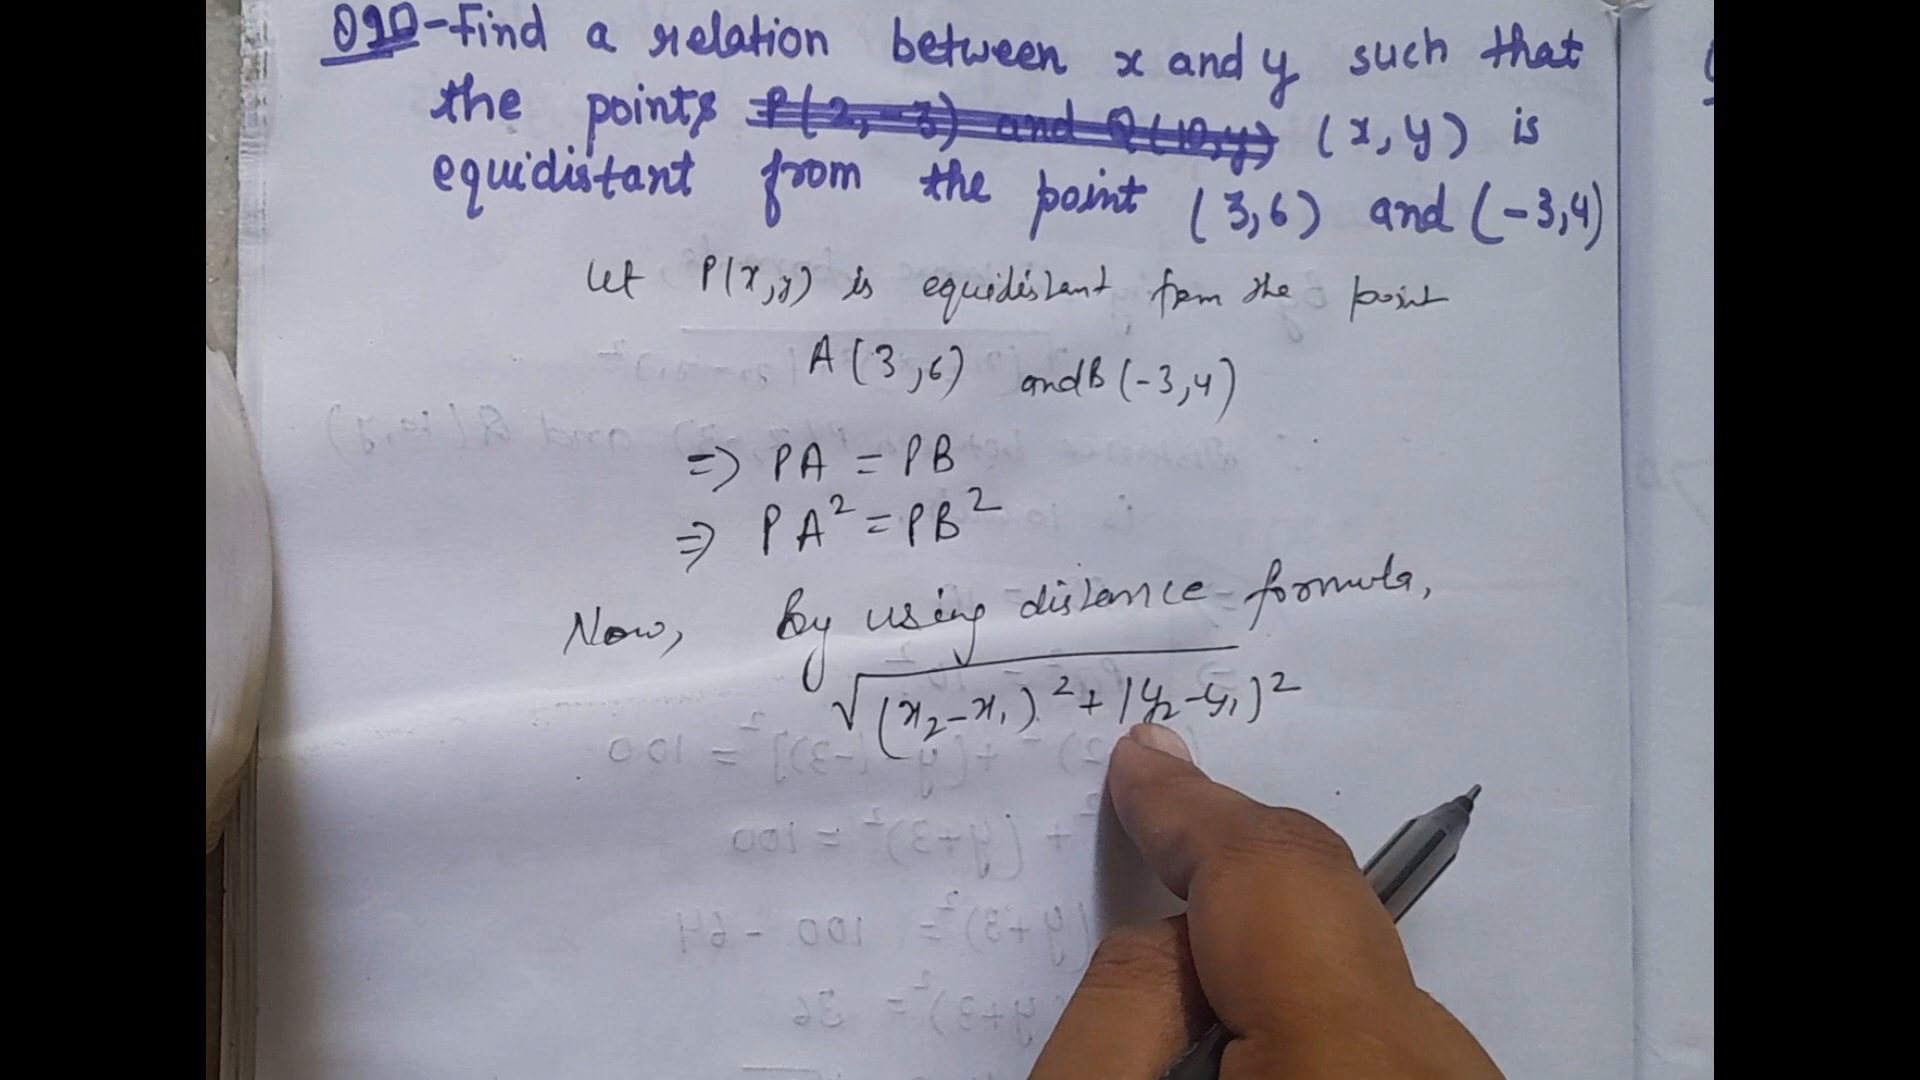 Q10-Find a relation between x and y such that
the point (x, y) is
equidistant from the point (3,6) and (-3,4)
Let P(x,y) is equidistant from the point
A(3,6) and B(-3,4)
=> PA = PB
=> PA² = PB²
Now, By using distance formula,
√(x₂-x₁)²+(y₂-y₁)²